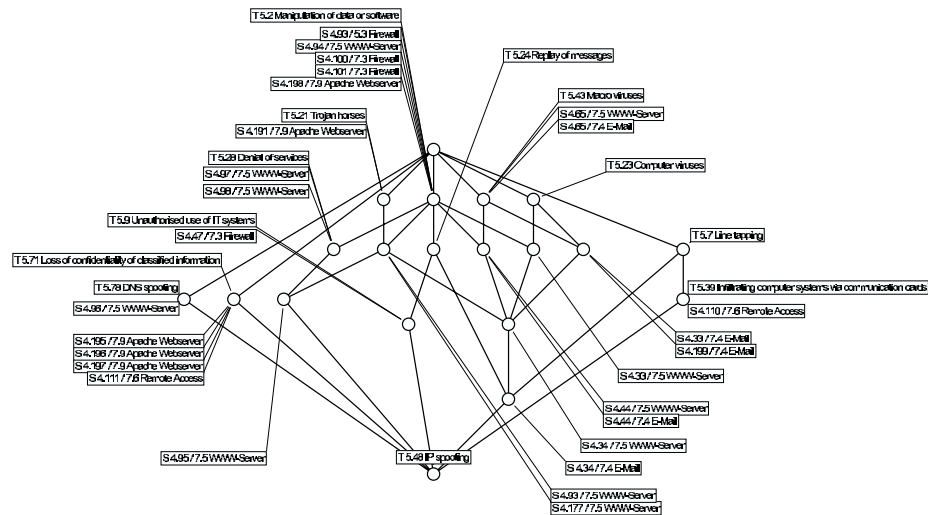 T 5.2 Manipulation of data or software
S 4.93 / 5.3 Firewall
S 4.94 / 7.5 WWW-Server
S 4.100 / 7.3 Firewall
S 4.101 / 7.3 Firewall
S 4.198 / 7.9 Apache Webserver
T 5.24 Replay of messages
T 5.43 Macro viruses
S 4.65 / 7.5 WWW-Server
S 4.65 / 7.4 E-Mail
T 5.21 Trojan horses
S 4.191 / 7.9 Apache Webserver
T 5.28 Denial of services
S 4.97 / 7.5 WWW-Server
S 4.98 / 7.5 WWW-Server
T 5.23 Computer viruses
T 5.9 Unauthorised use of IT systems
S 4.47 / 7.3 Firewall
T 5.7 Line tapping
T 5.71 Loss of confidentiality of classified information
T 5.78 DNS spoofing
S 4.96 / 7.5 WWW-Server
T 5.39 Infiltrating computer systems via communication cards
S 4.110 / 7.6 Remote Access
S 4.195 / 7.9 Apache Webserver
S 4.196 / 7.9 Apache Webserver
S 4.197 / 7.9 Apache Webserver
S 4.111 / 7.6 Remote Access
S 4.33 / 7.4 E-Mail
S 4.199 / 7.4 E-Mail
S 4.33 / 7.5 WWW-Server
S 4.44 / 7.5 WWW-Server
S 4.44 / 7.4 E-Mail
S 4.34 / 7.5 WWW-Server
S 4.95 / 7.5 WWW-Server
T 5.48 IP spoofing
S 4.34 / 7.4 E-Mail
S 4.93 / 7.5 WWW-Server
S 4.177 / 7.5 WWW-Server